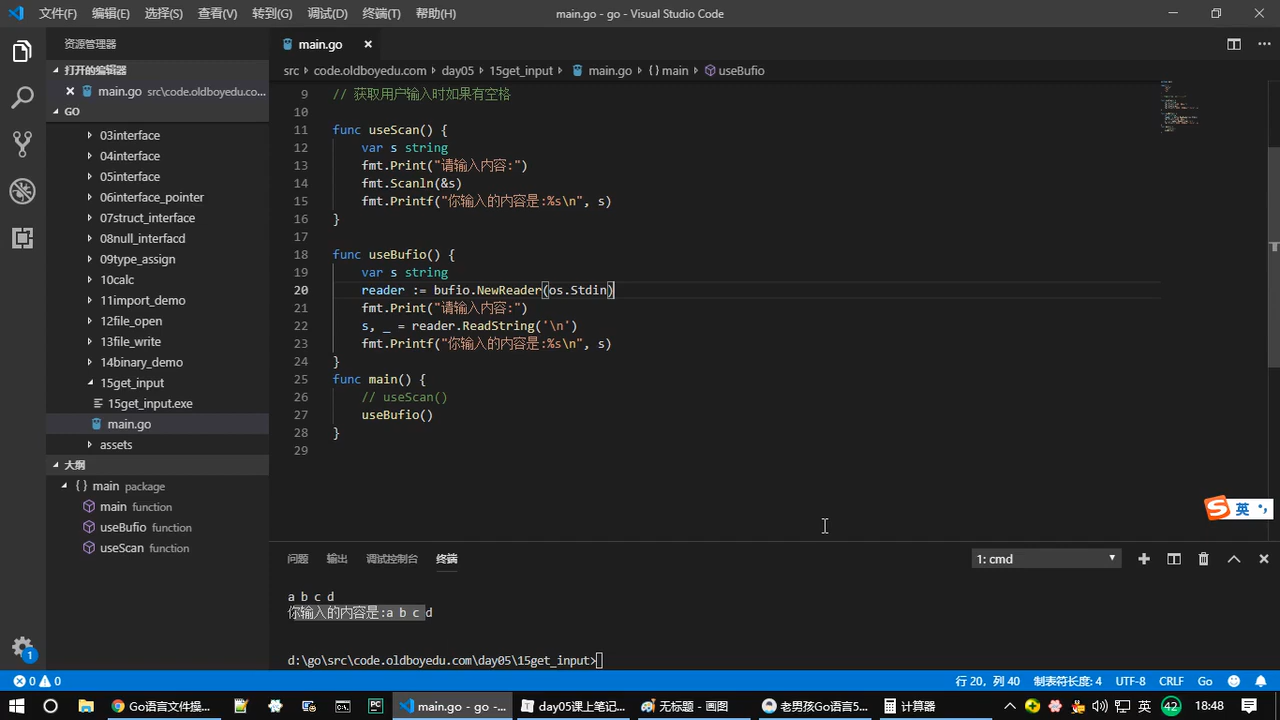 文件(F) 编辑(E) 选择(S) 查看(V) 转到(G) 调试(D) 终端(T) 帮助(H) main.go - go - Visual Studio Code
资源管理器
打开的编辑器
main.go src\code.oldboyedu.co...
GO
03interface
04interface
05interface
06interface_pointer
07struct_interface
08null_interfacd
09type_assign
10calc
11import_demo
12file_open
13file_write
14binary_demo
15get_input
15get_input.exe
main.go
assets
大纲
{ } main package
main function
useBufio function
useScan function
main.go
src › code.oldboyedu.com › day05 › 15get_input › main.go › { } main › useBufio
9 // 获取用户输入时如果有空格
10
11 func useScan() {
12 var s string
13 fmt.Print("请输入内容:")
14 fmt.Scanln(&s)
15 fmt.Printf("你输入的内容是:%s\n", s)
16 }
17
18 func useBufio() {
19 var s string
20 reader := bufio.NewReader(os.Stdin)
21 fmt.Print("请输入内容:")
22 s, _ = reader.ReadString('\n')
23 fmt.Printf("你输入的内容是:%s\n", s)
24 }
25 func main() {
26 // useScan()
27 useBufio()
28 }
29
英
问题 输出 调试控制台 终端 1: cmd
a b c d
你输入的内容是:a b c d
d:\go\src\code.oldboyedu.com\day05\15get_input>
1
0 0 行 20，列 40 制表符长度: 4 UTF-8 CRLF Go
Go语言文件操... main.go - go -... day05课上笔记... 无标题 - 画图 老男孩Go语言5... 计算器 英 42 18:48